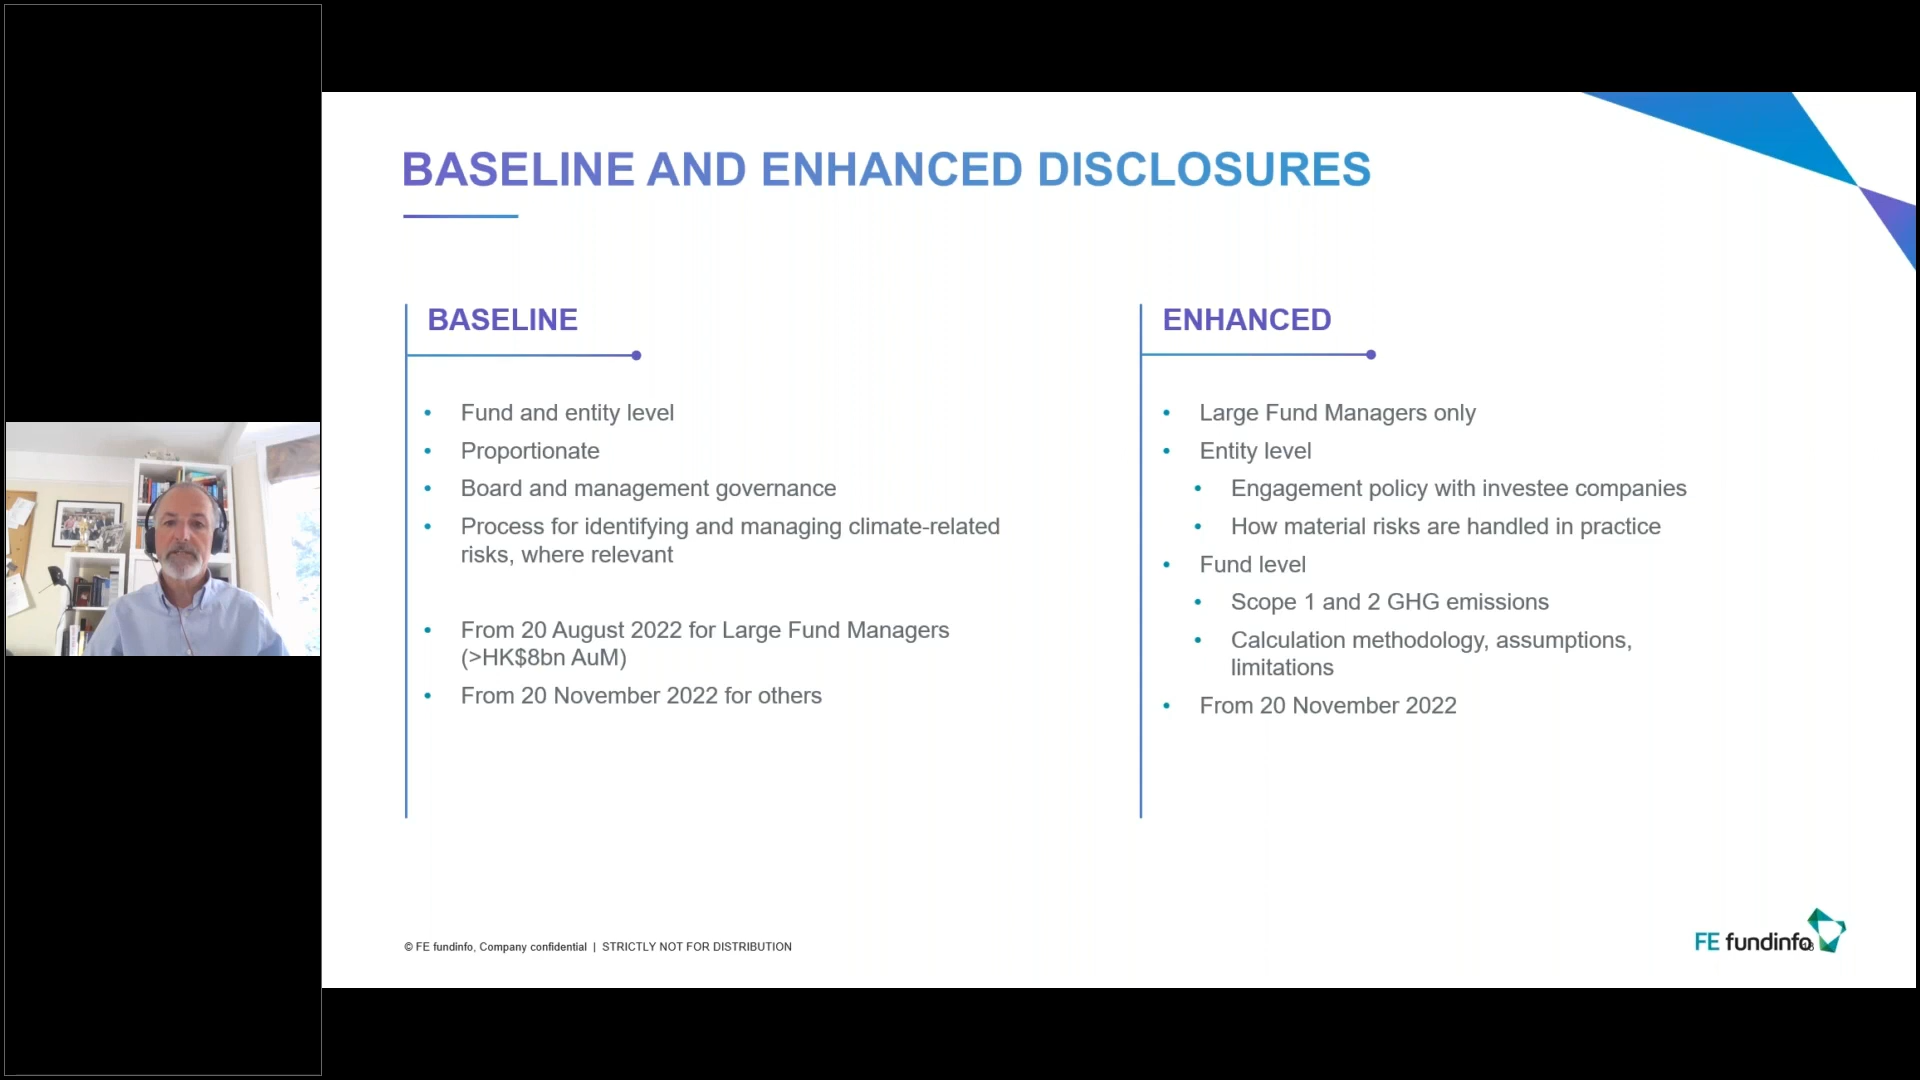 BASELINE AND ENHANCED DISCLOSURES
BASELINE
• Fund and entity level
• Proportionate
• Board and management governance
• Process for identifying and managing climate-related
risks, where relevant
• From 20 August 2022 for Large Fund Managers
(>HK$8bn AuM)
• From 20 November 2022 for others
ENHANCED
• Large Fund Managers only
• Entity level
• Engagement policy with investee companies
• How material risks are handled in practice
• Fund level
• Scope 1 and 2 GHG emissions
• Calculation methodology, assumptions,
limitations
• From 20 November 2022
© FE fundinfo, Company confidential | STRICTLY NOT FOR DISTRIBUTION
FE fundinfo